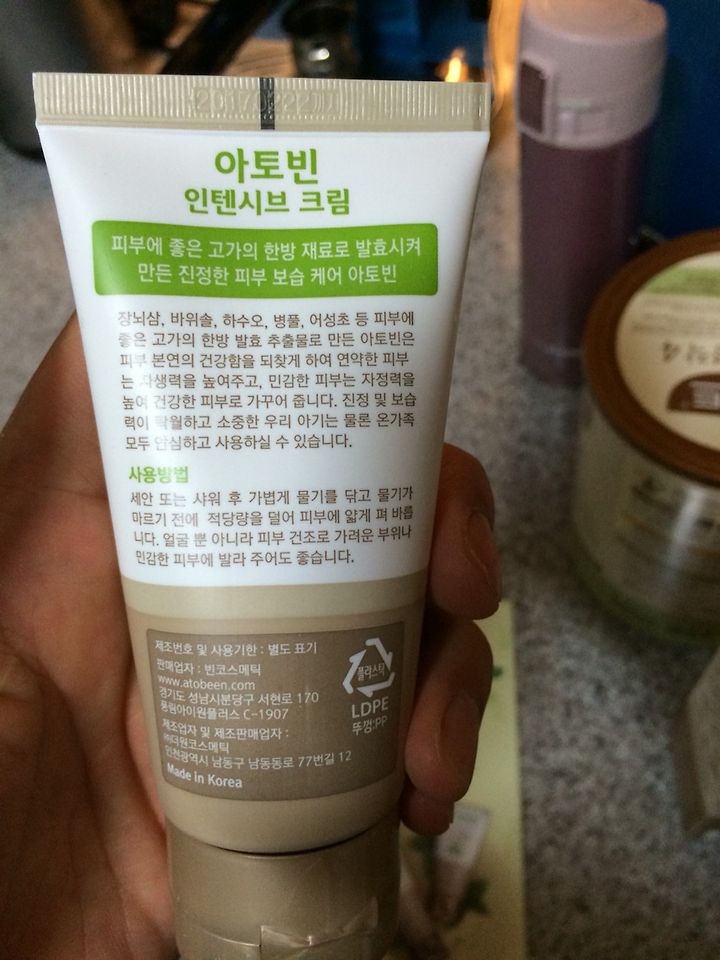 아토빈
인텐시브 크림
피부에 좋은 고가의 한방 재료로 발효시켜
만든 진정한 피부 보습 케어 아토빈
장뇌삼, 바위솔, 하수오, 병풀, 어성초 등 피부에
좋은 고가의 한방 발효 추출물로 만든 아토빈은
피부 본연의 건강함을 되찾게 하여 연약한 피부
는 자생력을 높여주고, 민감한 피부는 자정력을
높여 건강한 피부로 가꾸어 줍니다. 진정 및 보습
력이 탁월하고 소중한 우리 아기는 물론 온가족
모두 안심하고 사용하실 수 있습니다.
사용방법
세안 또는 샤워 후 가볍게 물기를 닦고 물기가
마르기 전에 적당량을 덜어 피부에 얇게 펴 바릅
니다. 얼굴 뿐 아니라 피부 건조로 가려운 부위나
민감한 피부에 발라 주어도 좋습니다.
제조번호 및 사용기한 : 별도 표기
판매업자 : 빈코스메틱
www.atobeen.com
경기도 성남시분당구 서현로 170
풍림아이원플러스 C-1907
제조업자 및 제조판매업자 :
㈜더원코스메틱
인천광역시 남동구 남동동로 77번길 12
Made in Korea
플라스틱
LDPE
뚜껑:PP